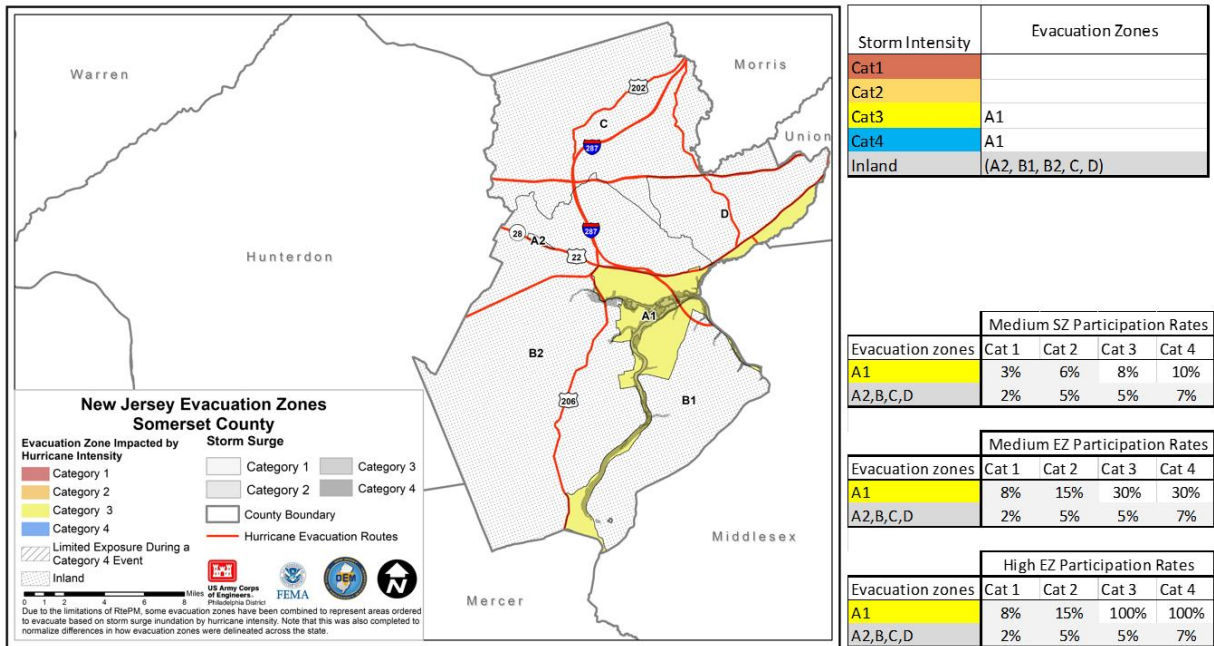 Warren
Morris
202
C
287
Union
D
287
28
A2
22
Hunterdon
A1
B2
B1
206
Middlesex
Mercer
New Jersey Evacuation Zones
Somerset County
Evacuation Zone Impacted by
Hurricane Intensity
Category 1
Category 2
Category 3
Category 4
Limited Exposure During a
Category 4 Event
Inland
Storm Surge
Category 1
Category 2
Category 3
Category 4
County Boundary
Hurricane Evacuation Routes
0 1 2 4 6 8 Miles
US Army Corps
of Engineers
Philadelphia District
FEMA
OEM
N
Due to the limitations of RtePM, some evacuation zones have been combined to represent areas ordered
to evacuate based on storm surge inundation by hurricane intensity. Note that this was also completed to
normalize differences in how evacuation zones were delineated across the state.
Storm Intensity Evacuation Zones
Cat1
Cat2
Cat3 A1
Cat4 A1
Inland (A2, B1, B2, C, D)
Medium SZ Participation Rates
Evacuation zones Cat 1 Cat 2 Cat 3 Cat 4
A1 3% 6% 8% 10%
A2,B,C,D 2% 5% 5% 7%
Medium EZ Participation Rates
Evacuation zones Cat 1 Cat 2 Cat 3 Cat 4
A1 8% 15% 30% 30%
A2,B,C,D 2% 5% 5% 7%
High EZ Participation Rates
Evacuation zones Cat 1 Cat 2 Cat 3 Cat 4
A1 8% 15% 100% 100%
A2,B,C,D 2% 5% 5% 7%